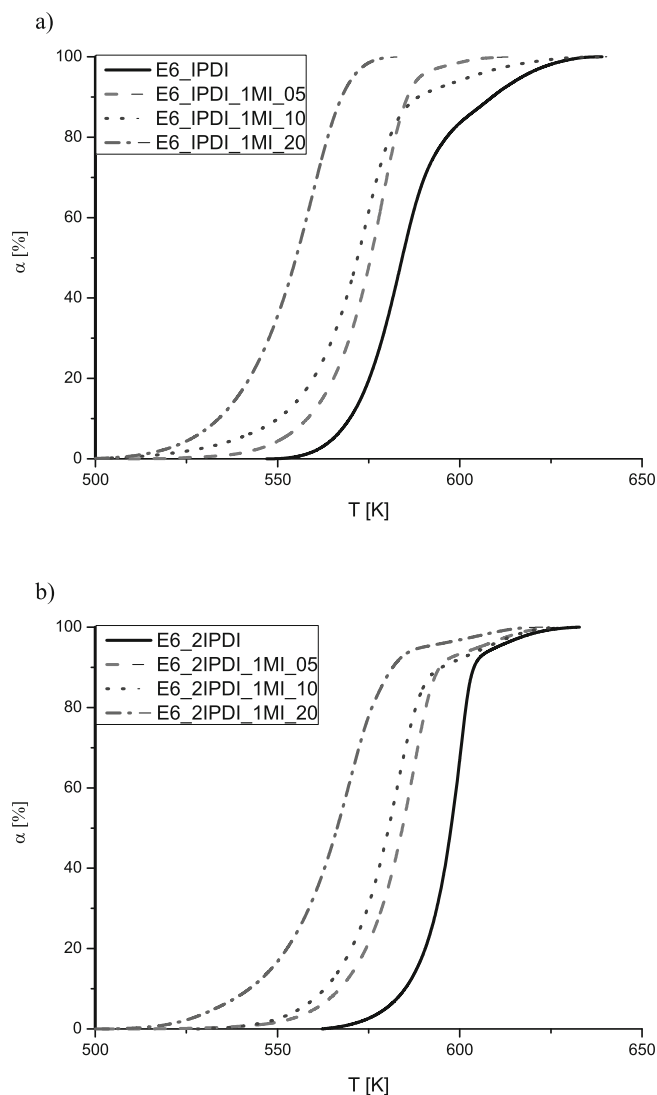 a)
100
80
60
40
20
0
α [%]
E6_IPDI
E6_IPDI_1MI_05
E6_IPDI_1MI_10
E6_IPDI_1MI_20
500
550
600
650
T [K]
b)
100
80
60
40
20
0
α [%]
E6_2IPDI
E6_2IPDI_1MI_05
E6_2IPDI_1MI_10
E6_2IPDI_1MI_20
500
550
600
650
T [K]